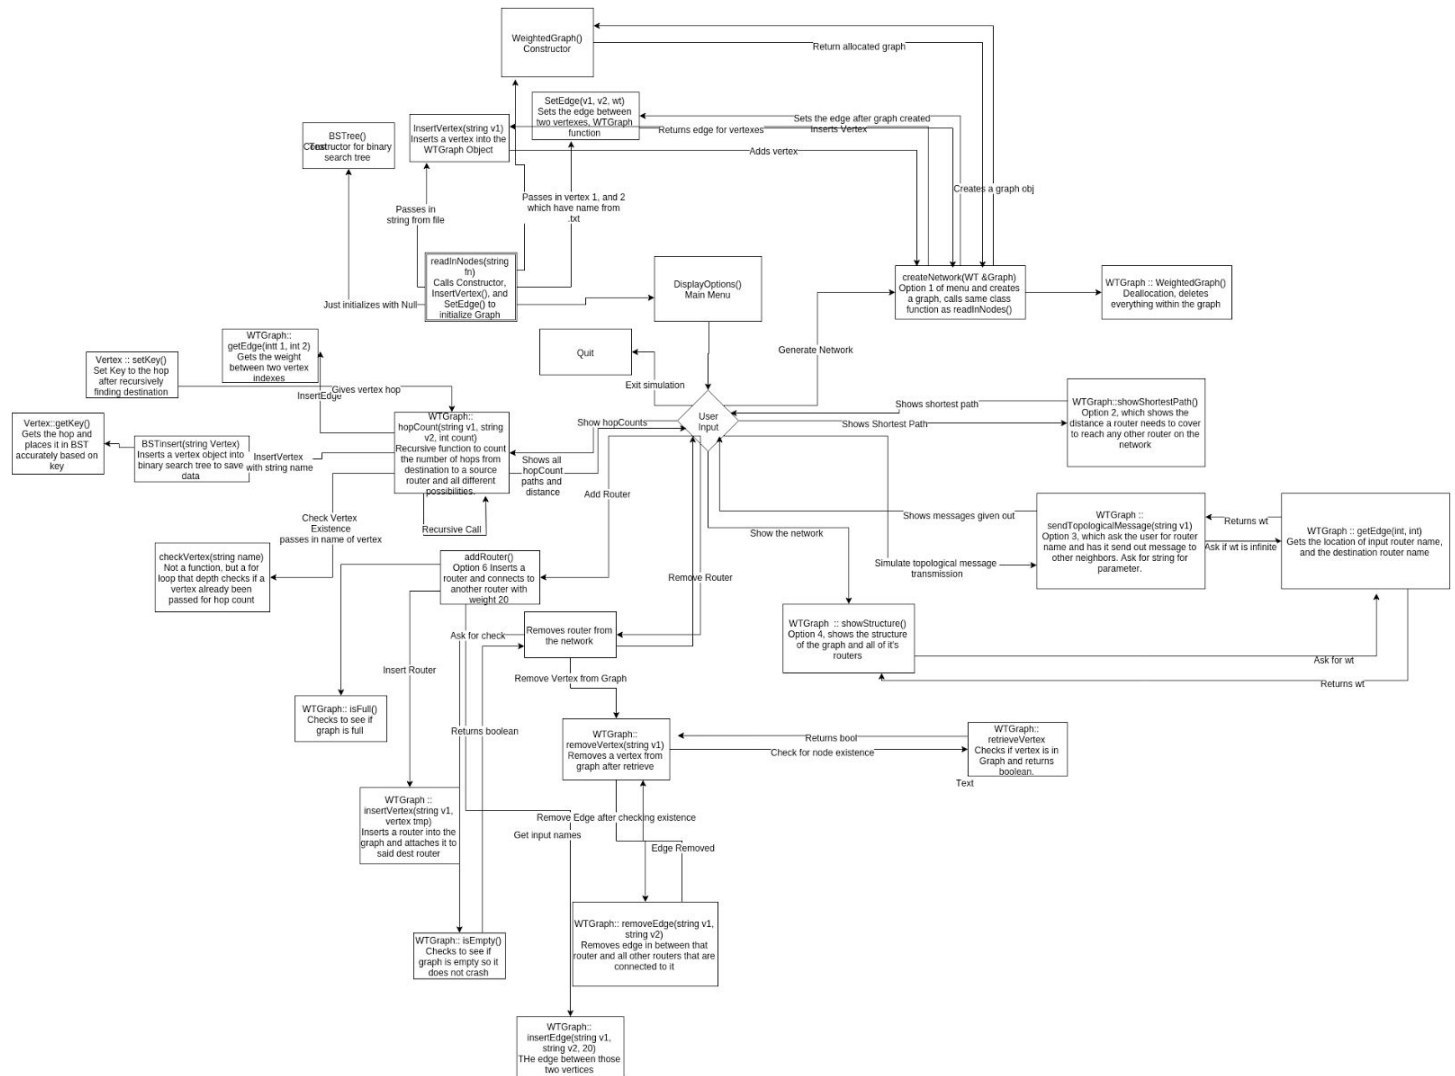 WeightedGraph()
Constructor
Return allocated graph
SetEdge(v1, v2, wt)
Sets the edge between
two vertexes, WTGraph
function
Sets the edge after graph created
InsertVertex(string v1)
Inserts a vertex into the
WTGraph Object
Returns edge for vertexes
Inserts Vertex
BSTree()
Constructor for binary
search tree
Text
Adds vertex
Creates a graph obj
Passes in
string from file
Passes in vertex 1, and 2
which have name from
.txt
readInNodes(string
fn)
Calls Constructor,
InsertVertex(), and
SetEdge() to
initialize Graph
Just initializes with Null
DisplayOptions()
Main Menu
createNetwork(WT &Graph)
Option 1 of menu and creates
a graph, calls same class
function as readInNodes()
WTGraph :: WeightedGraph()
Deallocation, deletes
everything within the graph
WTGraph::
getEdge(intt 1, int 2)
Gets the weight
between two vertex
indexes
Quit
Generate Network
Vertex :: setKey()
Set Key to the hop
after recursively
finding destination
Exit simulation
InsertEdge
Gives vertex hop
WTGraph::showShortestPath()
Option 2, which shows the
distance a router needs to cover
to reach any other router on the
network
Shows shortest path
Shows Shortest Path
User
Input
Show hopCounts
WTGraph::
hopCount(string v1, string
v2, int count)
Recursive function to count
the number of hops from
destination to a source
router and all different
possibilities.
Vertex::getKey()
Gets the hop and
places it in BST
accurately based on
key
BSTinsert(string Vertex)
Inserts a vertex object into
binary search tree to save
data
InsertVertex
with string name
Shows all
hopCount
paths and
distance
Add Router
Recursive Call
Check Vertex
Existence
passes in name of vertex
Show the network
Shows messages given out
WTGraph ::
sendTopologicalMessage(string v1)
Option 3, which ask the user for router
name and has it send out message to
other neighbors. Ask for string for
parameter.
Returns wt
Ask if wt is infinite
WTGraph :: getEdge(int, int)
Gets the location of input router name,
and the destination router name
checkVertex(string name)
Not a function, but a for
loop that depth checks if a
vertex already been
passed for hop count
addRouter()
Option 6 Inserts a
router and connects to
another router with
weight 20
Simulate topological message
transmission
Remove Router
WTGraph :: showStructure()
Option 4, shows the structure
of the graph and all of it's
routers
Ask for check
Removes router from
the network
Ask for wt
Returns wt
Insert Router
Remove Vertex from Graph
WTGraph:: isFull()
Checks to see if
graph is full
Returns boolean
WTGraph::
removeVertex(string v1)
Removes a vertex from
graph after retrieve
Returns bool
Check for node existence
WTGraph::
retrieveVertex
Checks if vertex is in
Graph and returns
boolean.
Text
WTGraph ::
insertVertex(string v1,
vertex tmp)
Inserts a router into the
graph and attaches it to
said dest router
Remove Edge after checking existence
Get input names
Edge Removed
WTGraph:: removeEdge(string v1,
string v2)
Removes edge in between that
router and all other routers that are
connected to it
WTGraph:: isEmpty()
Checks to see if
graph is empty so it
does not crash
WTGraph::
insertEdge(string v1,
string v2, 20)
THe edge between those
two vertices